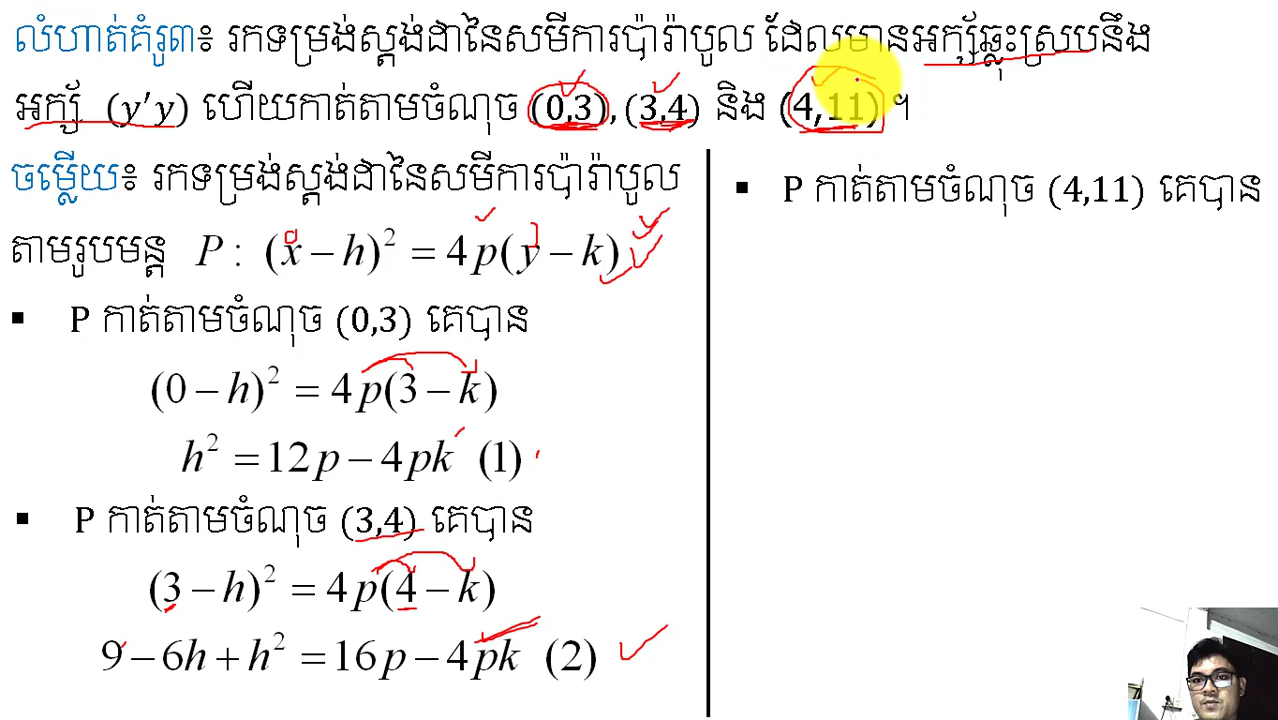 លំហាត់គំរូ៣៖ រកទម្រង់ស្តង់ដានៃសមីការប៉ារ៉ាបូល ដែលមានអក្ស័ឆ្លុះស្របនឹង
អក្ស័ (y′y) ហើយកាត់តាមចំណុច (0,3), (3,4) និង (4,11) ។
ចម្លើយ៖ រកទម្រង់ស្តង់ដានៃសមីការប៉ារ៉ាបូល
តាមរូបមន្ត P : (x − h)² = 4p(y − k)
▪ P កាត់តាមចំណុច (0,3) គេបាន
(0 − h)² = 4p(3 − k)
h² = 12p − 4pk (1)
▪ P កាត់តាមចំណុច (3,4) គេបាន
(3 − h)² = 4p(4 − k)
9 − 6h + h² = 16p − 4pk (2)
▪ P កាត់តាមចំណុច (4,11) គេបាន